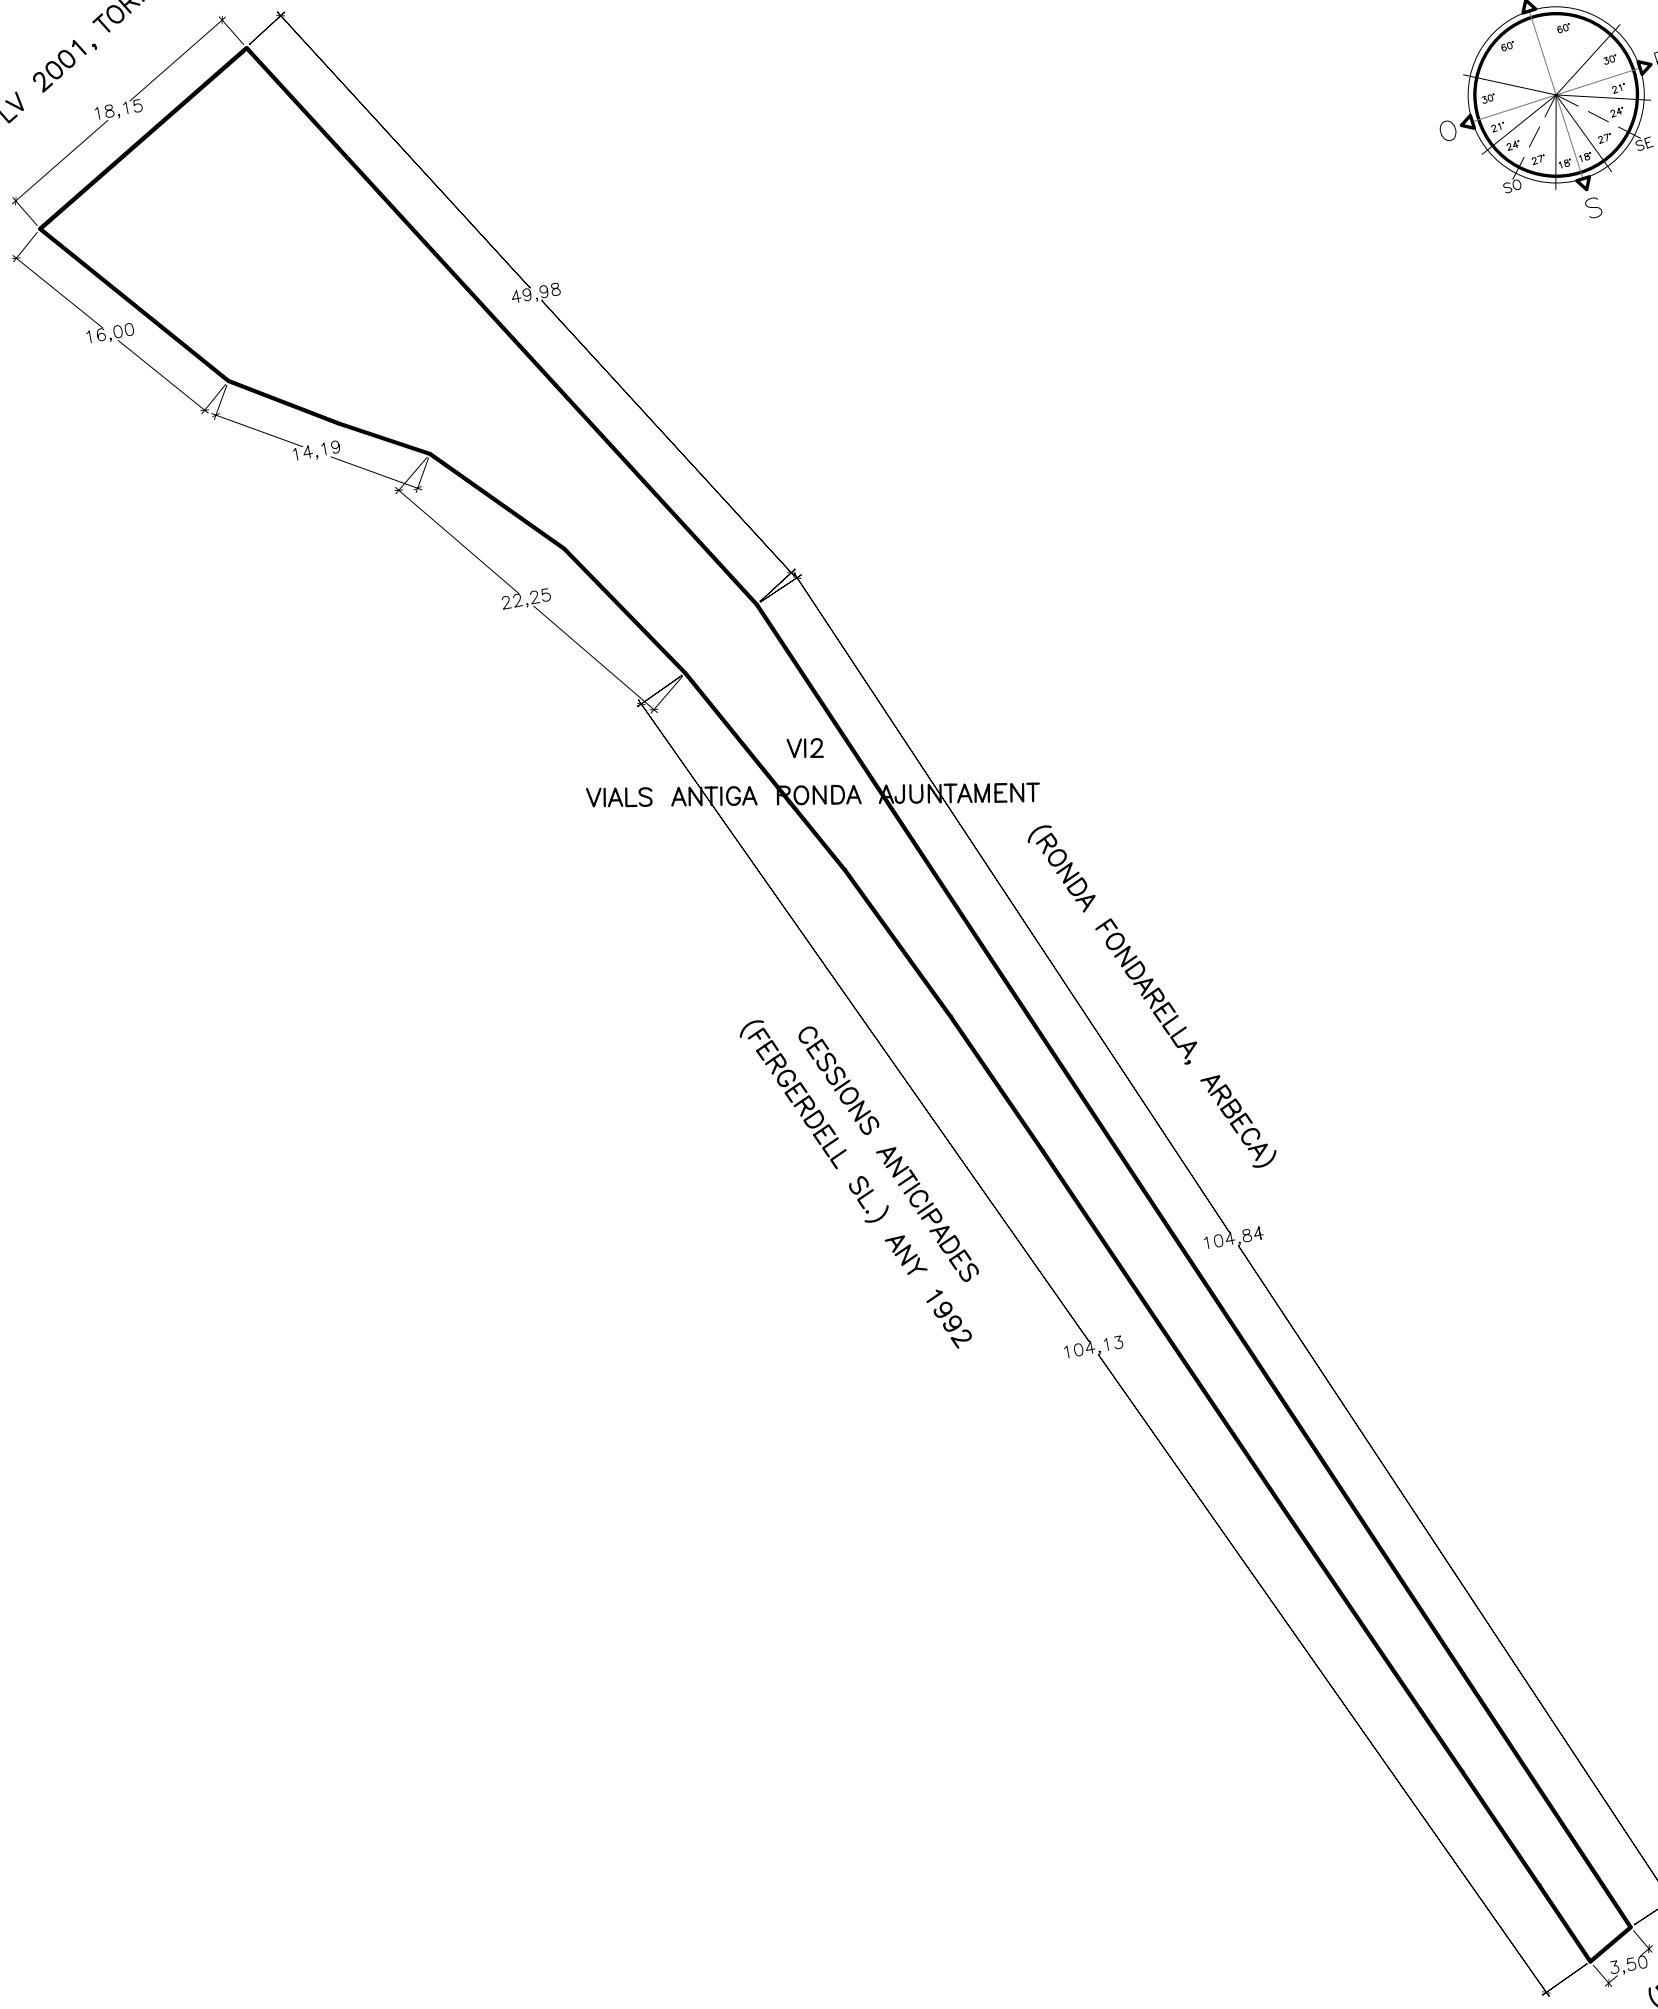 LV 2001,
18,15
16,00
14,19
22,25
49,98
VI2
VIALS ANTIGA RONDA AJUNTAMENT
(RONDA FONDARELLA, ARBECA)
CESSIONS ANTICIPADES
(FERGERDELL SL.) ANY 1992
104,84
104,13
3,50
60°
60°
30°
30°
21°
21°
24°
24°
27°
27°
18°
18°
O
SO
S
SE